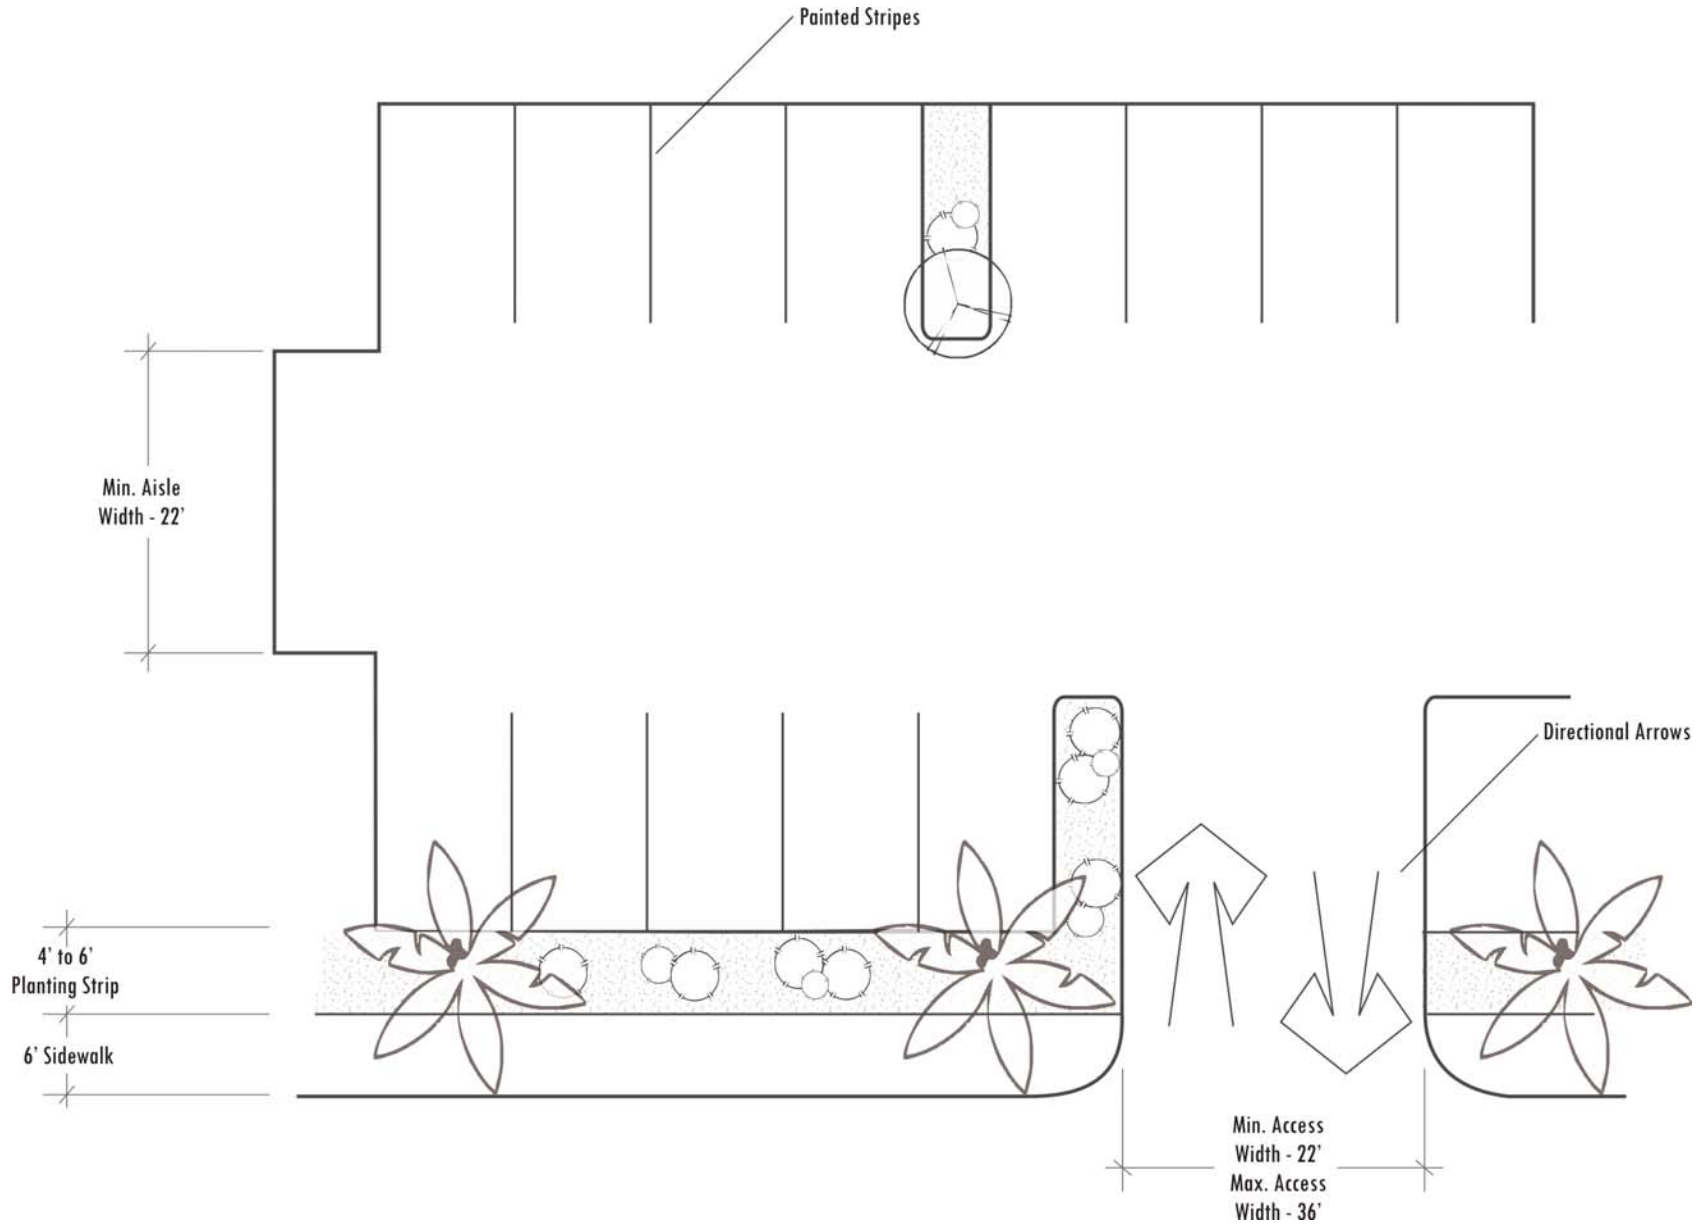 Painted Stripes
Min. Aisle
Width - 22'
Directional Arrows
4' to 6'
Planting Strip
6' Sidewalk
Min. Access
Width - 22'
Max. Access
Width - 36'